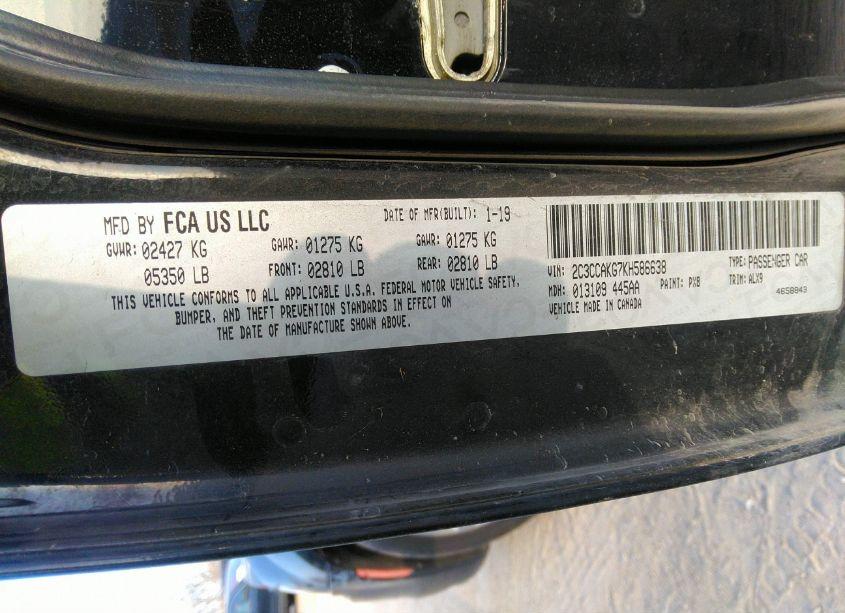 MFD BY FCA US LLC DATE OF MFR(BUILT): 1-19
GVWR: 02427 KG GAWR: 01275 KG GAWR: 01275 KG
05350 LB FRONT: 02810 LB REAR: 02810 LB
THIS VEHICLE CONFORMS TO ALL APPLICABLE U.S.A. FEDERAL MOTOR VEHICLE SAFETY,
BUMPER, AND THEFT PREVENTION STANDARDS IN EFFECT ON
THE DATE OF MANUFACTURE SHOWN ABOVE.
VIN: 2C3CCAKG7KH586638 TYPE: PASSENGER CAR
MDH: 013109 445AA PAINT: PX8 TRIM: ALX9
VEHICLE MADE IN CANADA 4658843